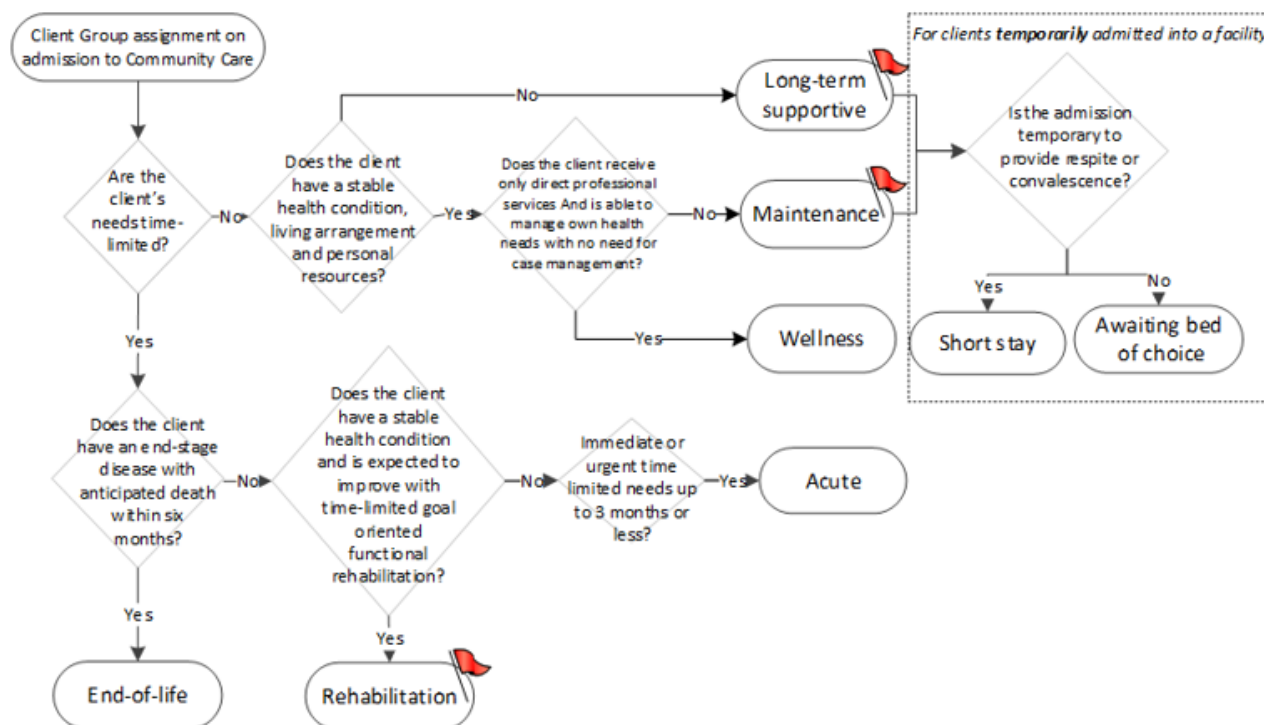 Client Group assignment on
admission to Community Care
Are the
client's
needs time-
limited?
No
Yes
Does the client
have a stable
health condition,
living arrangement
and personal
resources?
No
Yes
Does the client receive
only direct professional
services And is able to
manage own health
needs with no need for
case management?
No
Yes
Long-term
supportive
Maintenance
Wellness
For clients temporarily admitted into a facility
Is the admission
temporary to
provide respite or
convalescence?
Yes
No
Short stay
Awaiting bed
of choice
Does the client
have an end-stage
disease with
anticipated death
within six
months?
No
Yes
End-of-life
Does the client
have a stable
health condition
and is expected to
improve with
time-limited goal
oriented
functional
rehabilitation?
No
Yes
Rehabilitation
Immediate or
urgent time
limited needs up
to 3 months or
less?
Yes
Acute